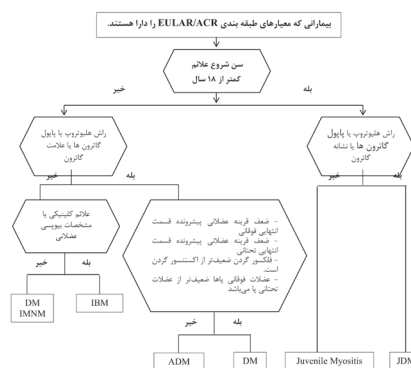 بیمارانی که معیارهای طبقه بندی EULAR/ACR را دارا هستند.
سن شروع علائم
کمتر از ۱۸ سال
خیر
بله
راش هلیوتروپ یا پاپول
گاترون ها یا علامت
گاترون
راش هلیوتروپ یا پاپول
گاترون ها یا نشانه
گاترون
خیر
بله
خیر
بله
علائم کلینیکی یا
مشخصات بیوپسی
عضلانی
- ضعف قرینه عضلانی پیشرونده قسمت
انتهایی فوقانی
- ضعف قرینه عضلانی پیشرونده قسمت
انتهایی تحتانی
- فلکسور گردن ضعیف‌تر از اکستنسور گردن
است.
- عضلات فوقانی پاها ضعیف‌تر از عضلات
تحتانی پا می‌باشد
خیر
بله
DM
IMNM
IBM
خیر
بله
ADM
DM
Juvenile Myositis
JDM